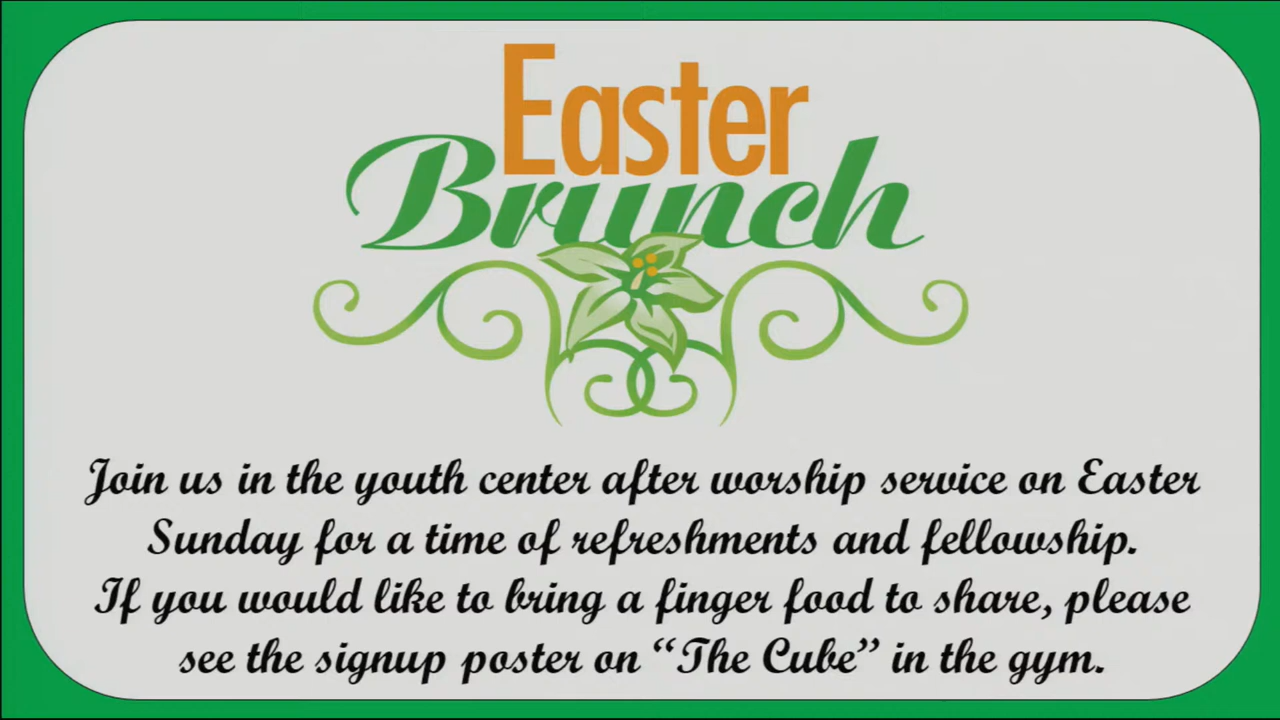 Easter
Brunch
Join us in the youth center after worship service on Easter
Sunday for a time of refreshments and fellowship.
If you would like to bring a finger food to share, please
see the signup poster on “The Cube” in the gym.